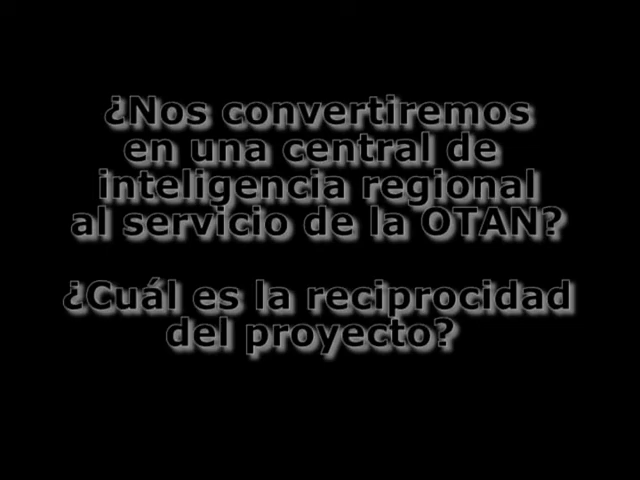 ¿Nos convertiremos
en una central de
inteligencia regional
al servicio de la OTAN?
¿Cuál es la reciprocidad
del proyecto?